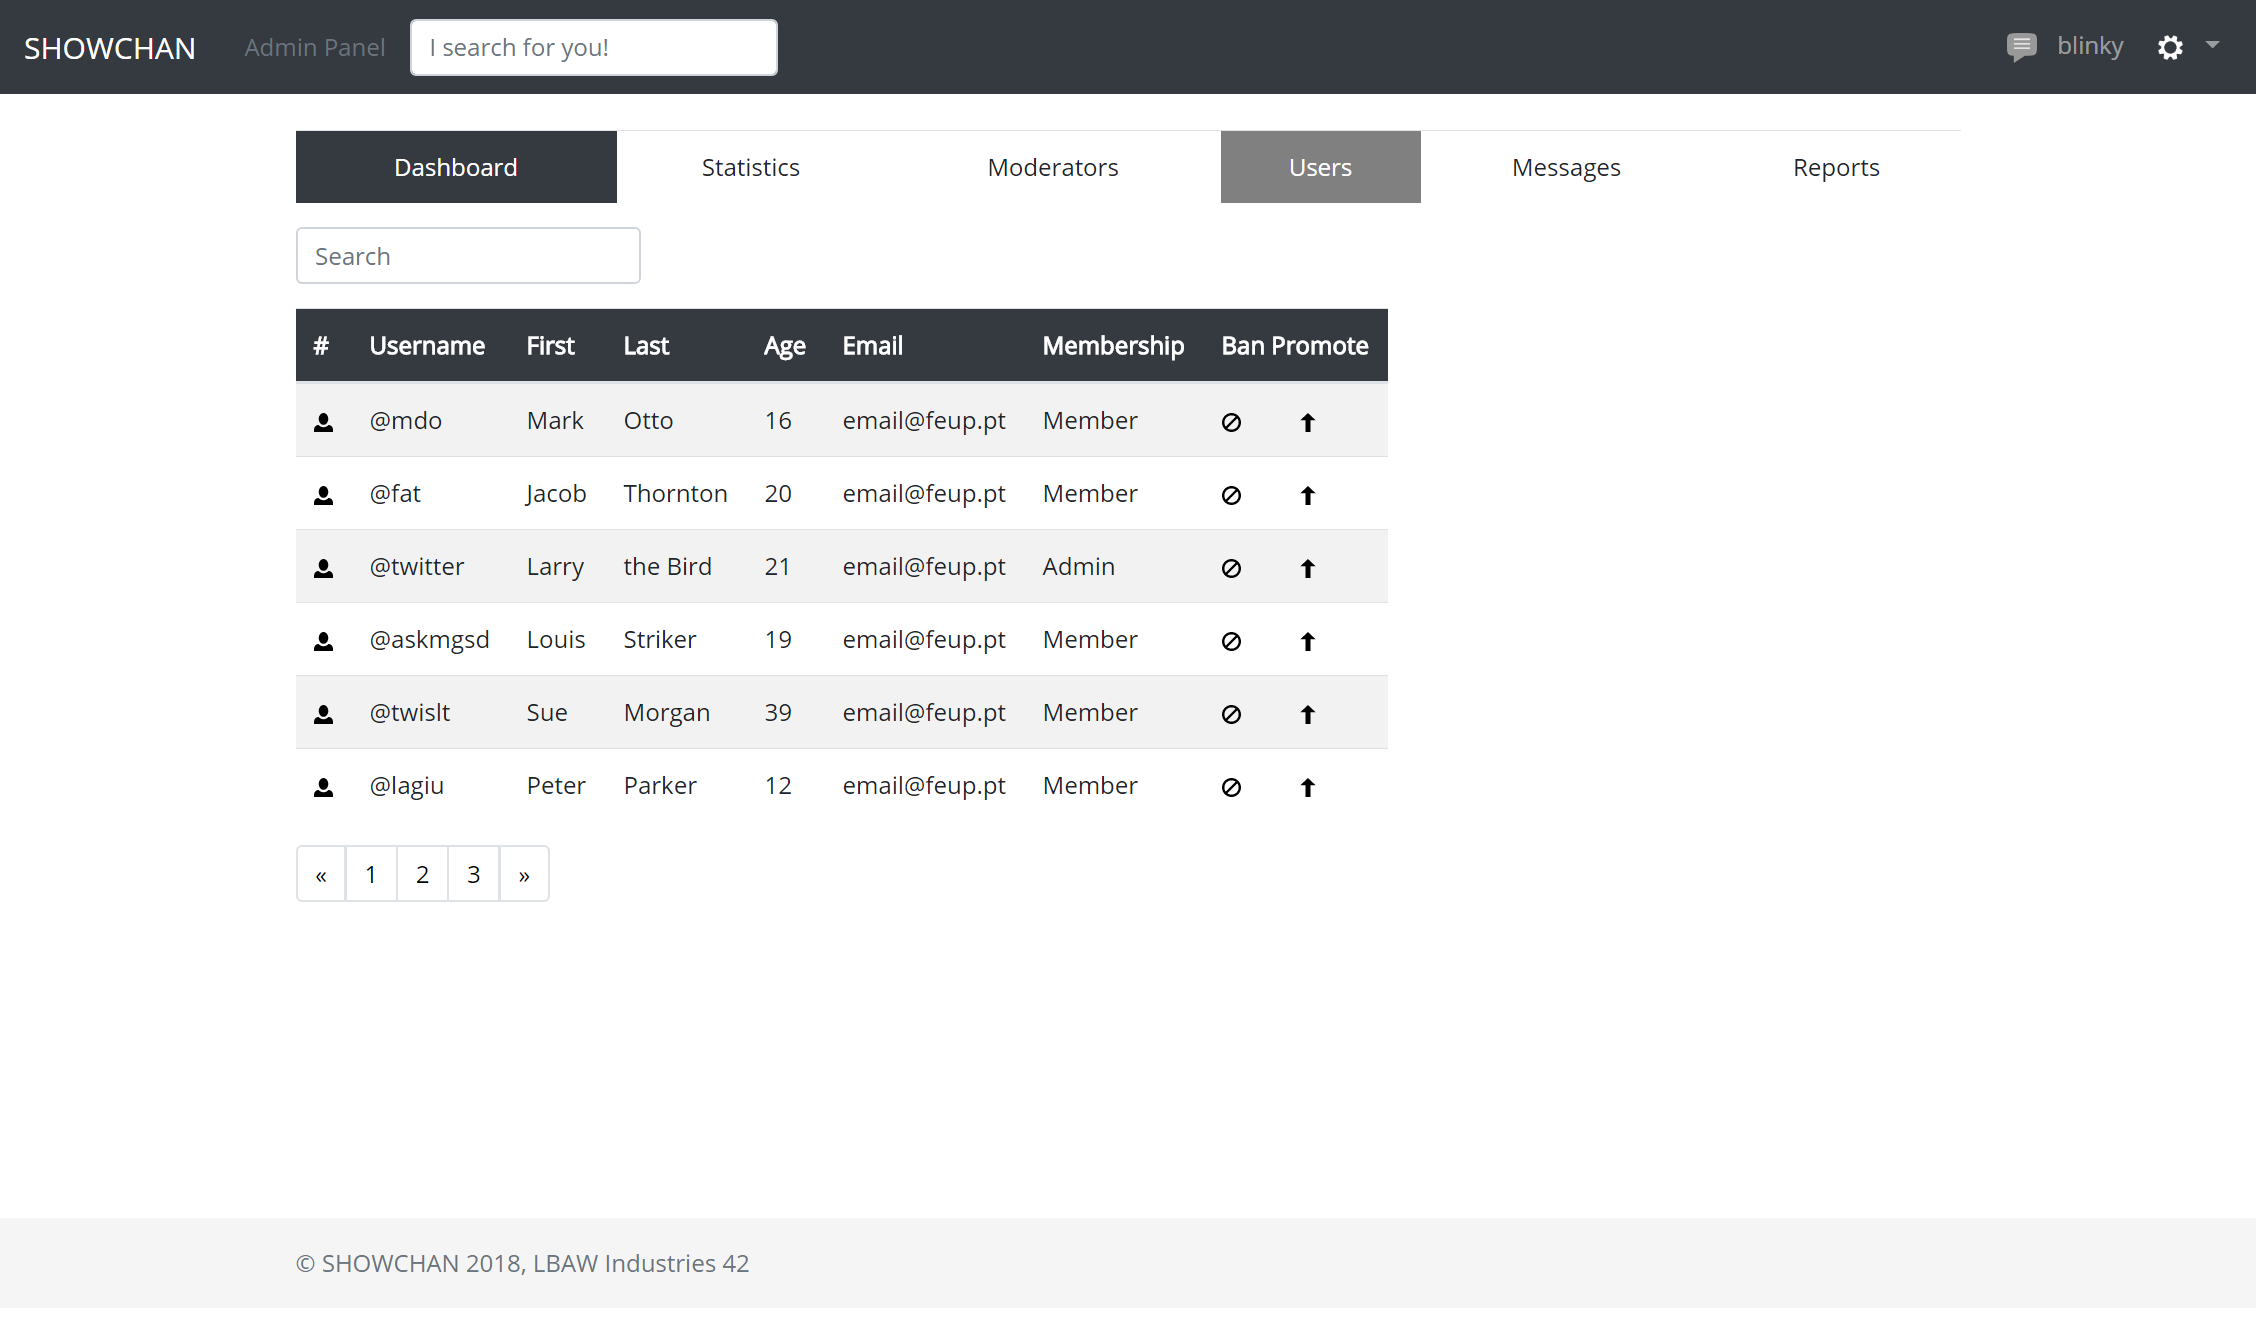 SHOWCHAN Admin Panel I search for you! blinky
Dashboard Statistics Moderators Users Messages Reports
Search
# Username First Last Age Email Membership Ban Promote
@mdo Mark Otto 16 email@feup.pt Member
@fat Jacob Thornton 20 email@feup.pt Member
@twitter Larry the Bird 21 email@feup.pt Admin
@askmgsd Louis Striker 19 email@feup.pt Member
@twislt Sue Morgan 39 email@feup.pt Member
@lagiu Peter Parker 12 email@feup.pt Member
« 1 2 3 »
© SHOWCHAN 2018, LBAW Industries 42